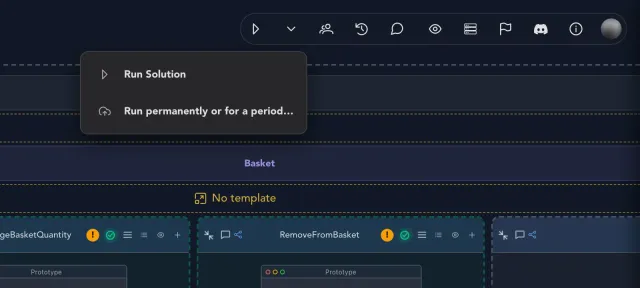 Run Solution
Run permanently or for a period...
Basket
No template
geBasketQuantity
RemoveFromBasket
Prototype
Prototype